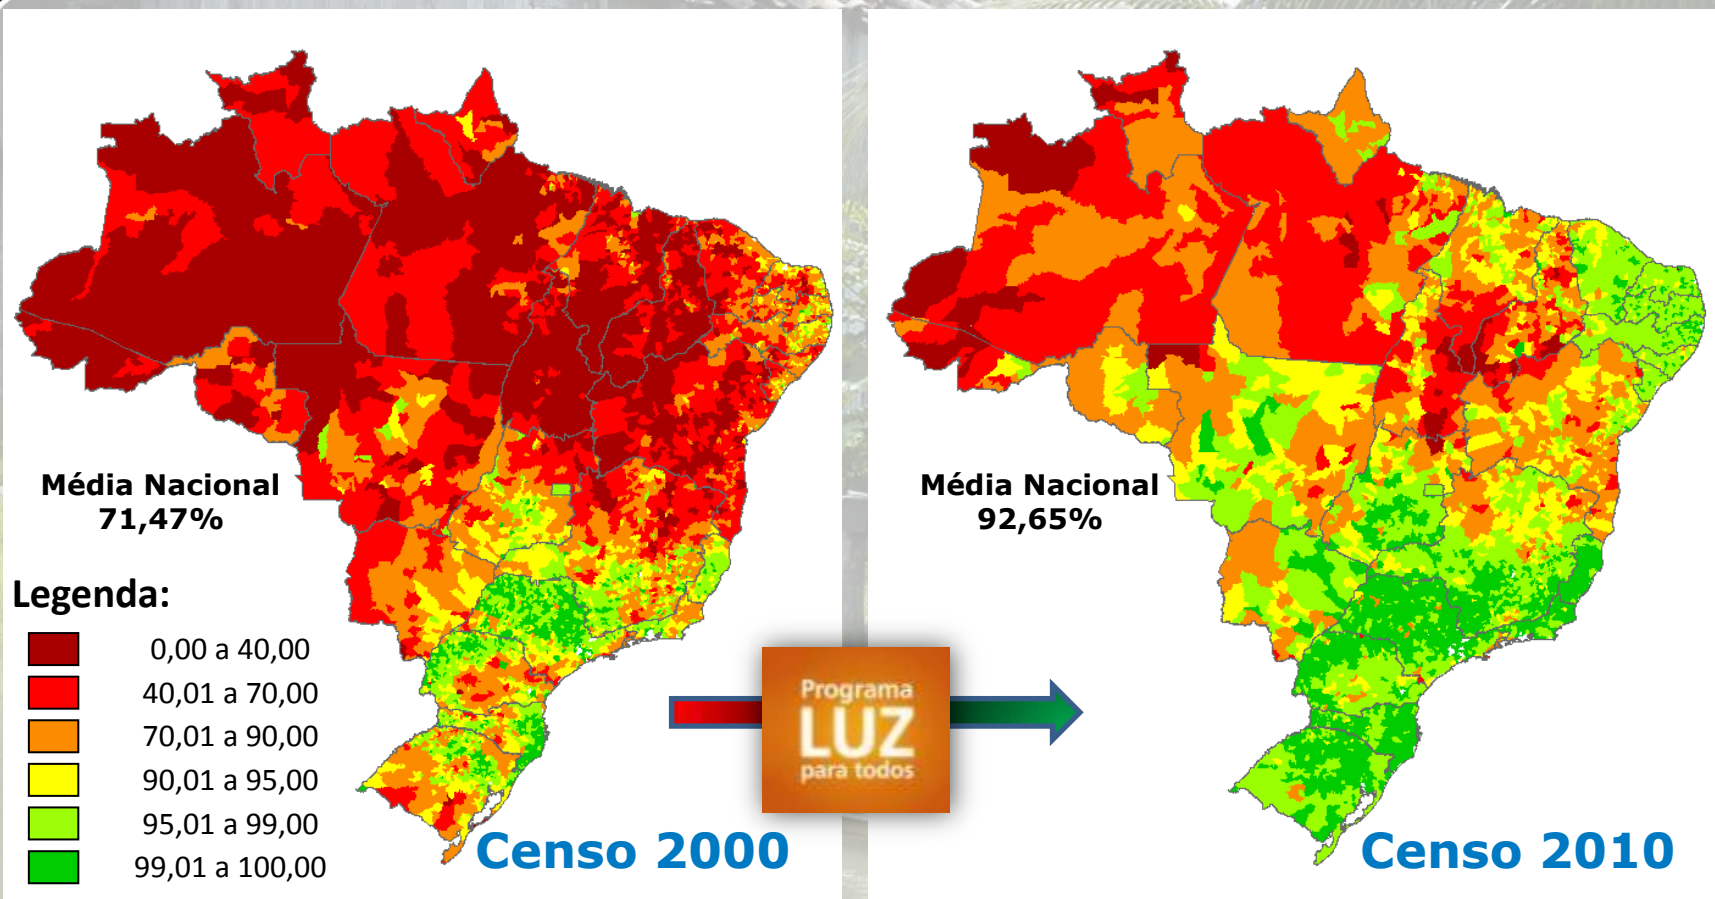 Média Nacional
71,47%
Legenda:
0,00 a 40,00
40,01 a 70,00
70,01 a 90,00
90,01 a 95,00
95,01 a 99,00
99,01 a 100,00
Censo 2000
Programa
LUZ
para todos
Média Nacional
92,65%
Censo 2010